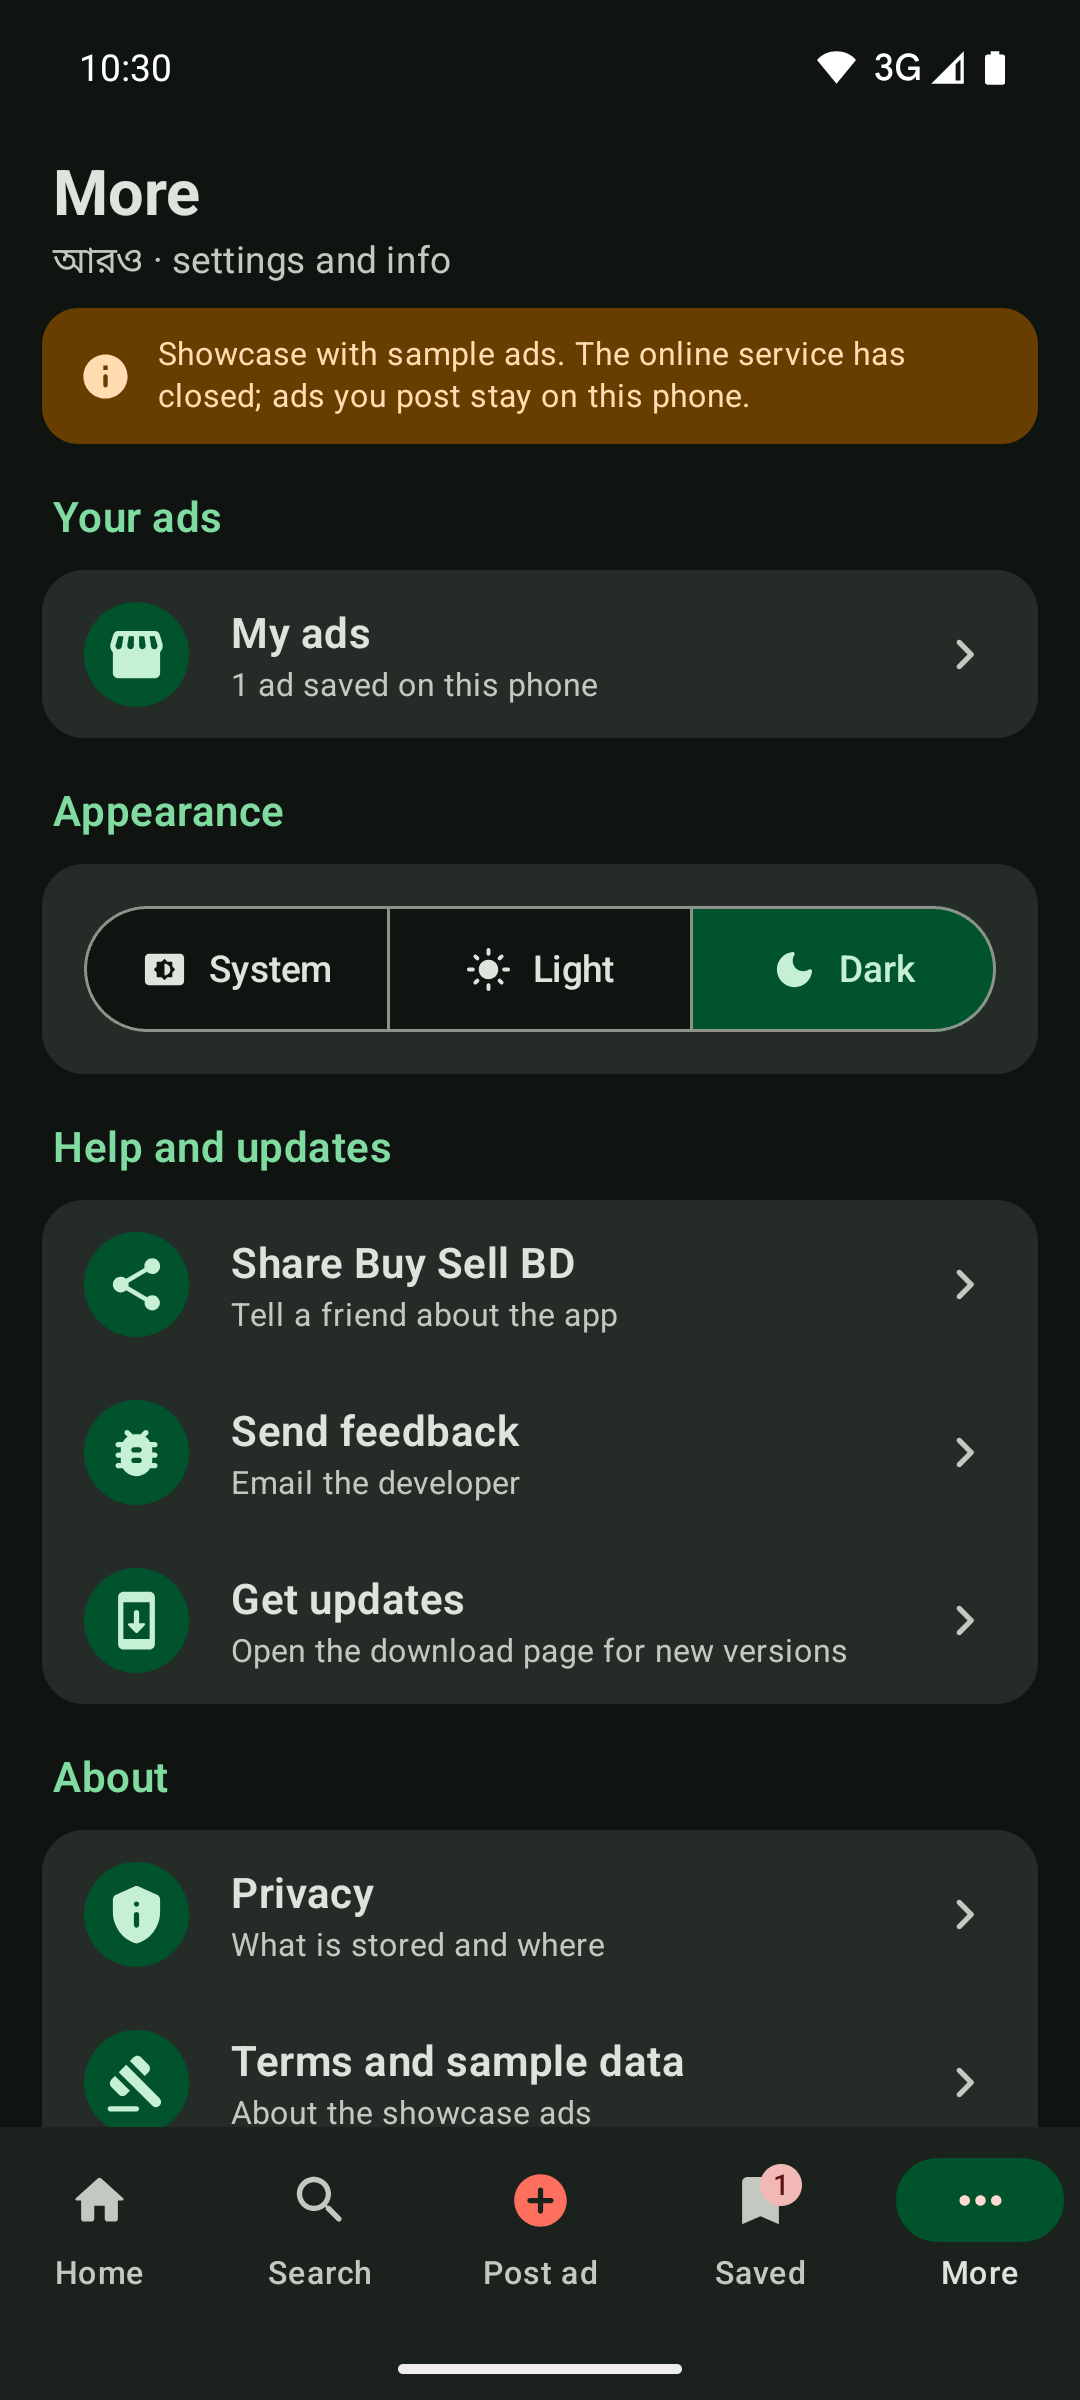 10:30
3G
More
আরও · settings and info
Showcase with sample ads. The online service has
closed; ads you post stay on this phone.
Your ads
My ads
1 ad saved on this phone
Appearance
System
Light
Dark
Help and updates
Share Buy Sell BD
Tell a friend about the app
Send feedback
Email the developer
Get updates
Open the download page for new versions
About
Privacy
What is stored and where
Terms and sample data
About the showcase ads
1
Home
Search
Post ad
Saved
More